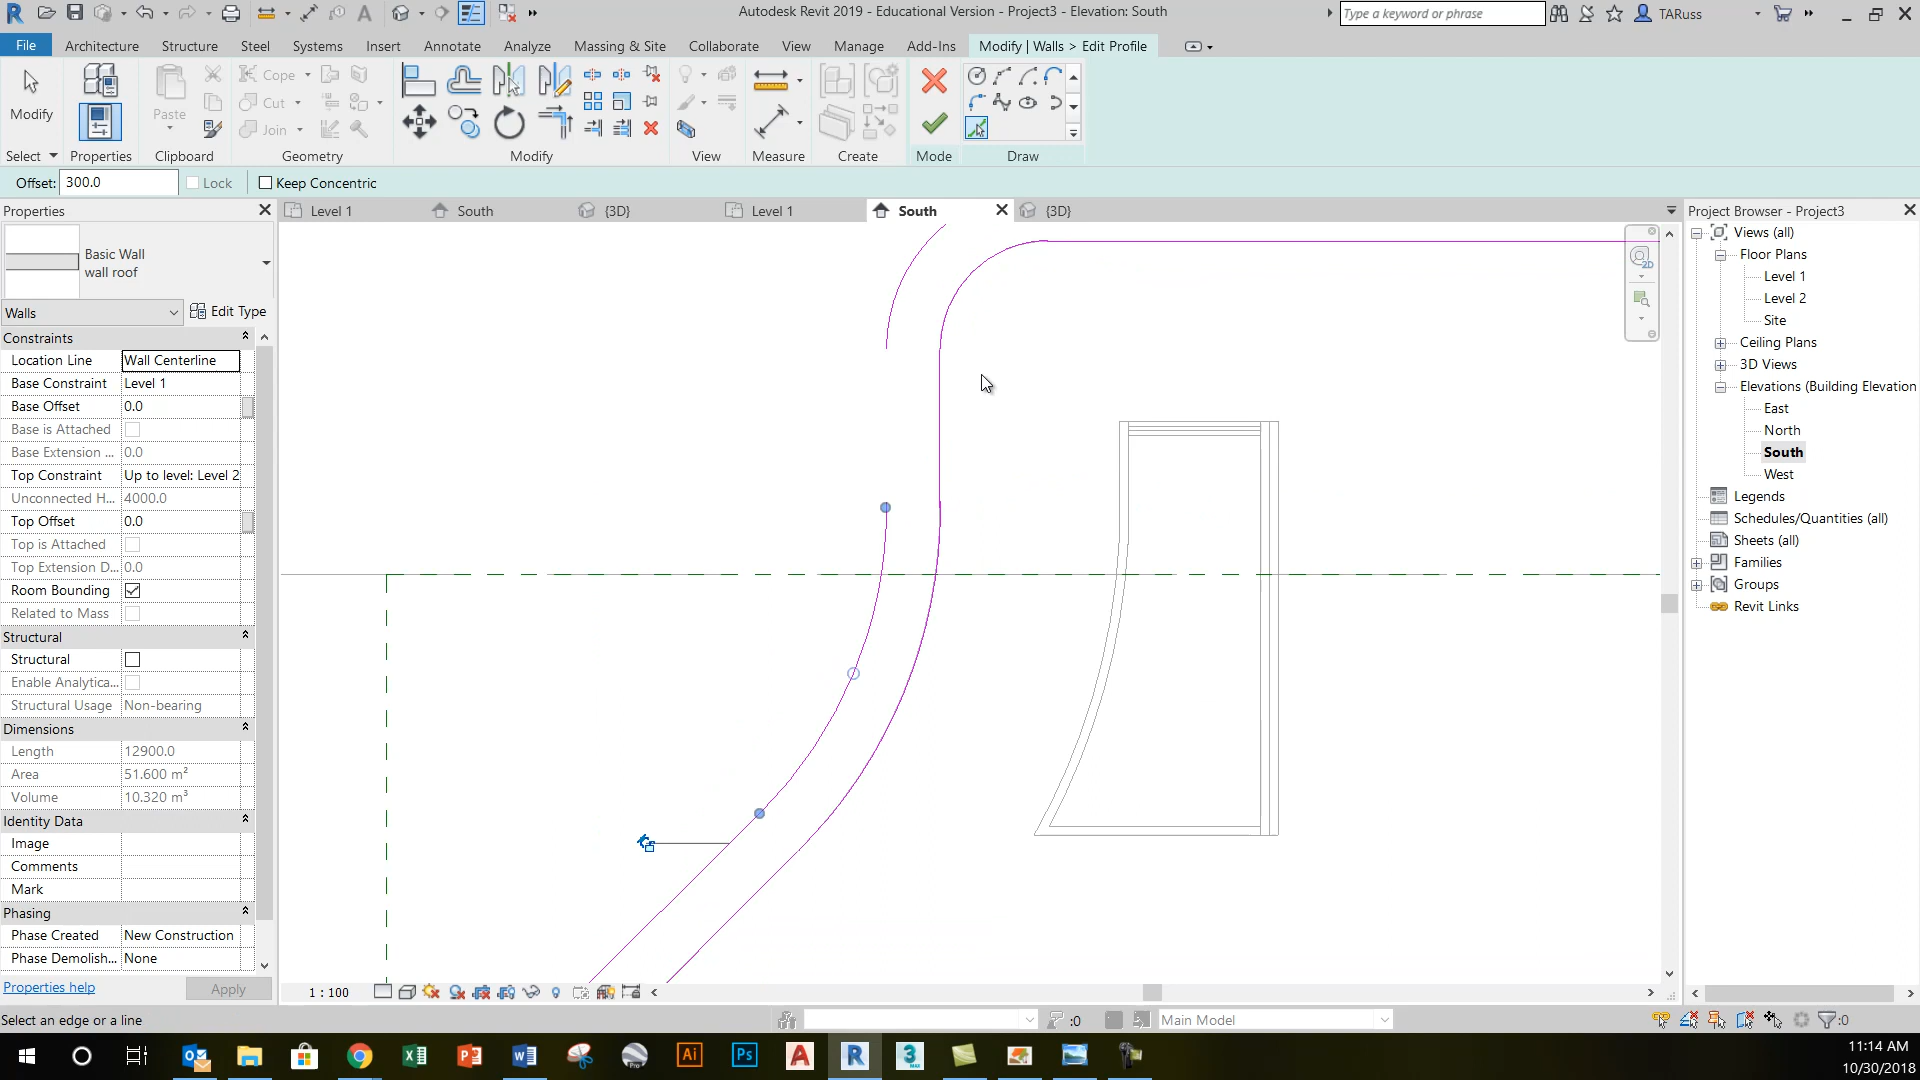 Autodesk Revit 2019 - Educational Version - Project3 - Elevation: South
Type a keyword or phrase
TARuss
File
Architecture
Structure
Steel
Systems
Insert
Annotate
Analyze
Massing & Site
Collaborate
View
Manage
Add-Ins
Modify | Walls > Edit Profile
Modify
Paste
Cope
Cut
Join
Select
Properties
Clipboard
Geometry
Modify
View
Measure
Create
Mode
Draw
Offset: 300.0
Lock
Keep Concentric
Properties
Level 1
South
{3D}
Level 1
South
{3D}
Project Browser - Project3
Basic Wall
wall roof
Walls
Edit Type
Constraints
Location Line Wall Centerline
Base Constraint Level 1
Base Offset 0.0
Base is Attached
Base Extension ... 0.0
Top Constraint Up to level: Level 2
Unconnected H... 4000.0
Top Offset 0.0
Top is Attached
Top Extension D... 0.0
Room Bounding
Related to Mass
Structural
Structural
Enable Analytica...
Structural Usage Non-bearing
Dimensions
Length 12900.0
Area 51.600 m²
Volume 10.320 m³
Identity Data
Image
Comments
Mark
Phasing
Phase Created New Construction
Phase Demolish... None
Properties help
Apply
Views (all)
Floor Plans
Level 1
Level 2
Site
Ceiling Plans
3D Views
Elevations (Building Elevation
East
North
South
West
Legends
Schedules/Quantities (all)
Sheets (all)
Families
Groups
Revit Links
2D
1 : 100
Select an edge or a line
:0
Main Model
:0
11:14 AM
10/30/2018